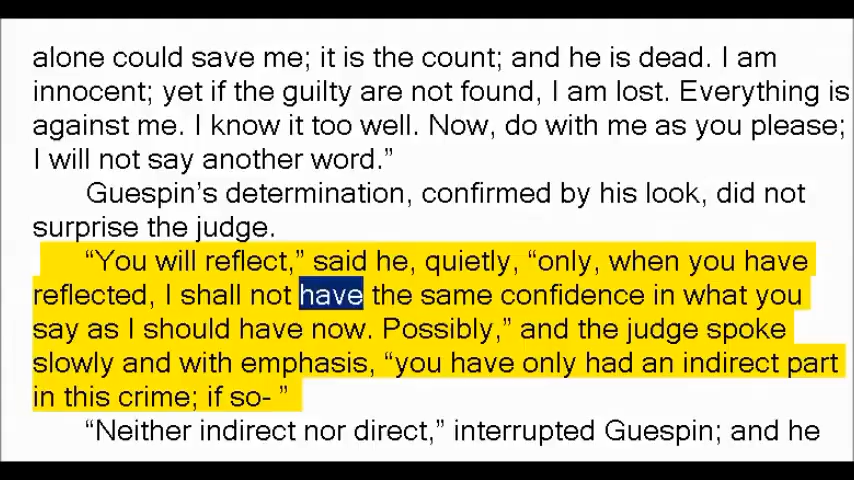 alone could save me; it is the count; and he is dead. I am
innocent; yet if the guilty are not found, I am lost. Everything is
against me. I know it too well. Now, do with me as you please;
I will not say another word.”
Guespin’s determination, confirmed by his look, did not
surprise the judge.
“You will reflect,” said he, quietly, “only, when you have
reflected, I shall not have the same confidence in what you
say as I should have now. Possibly,” and the judge spoke
slowly and with emphasis, “you have only had an indirect part
in this crime; if so- ”
“Neither indirect nor direct,” interrupted Guespin; and he